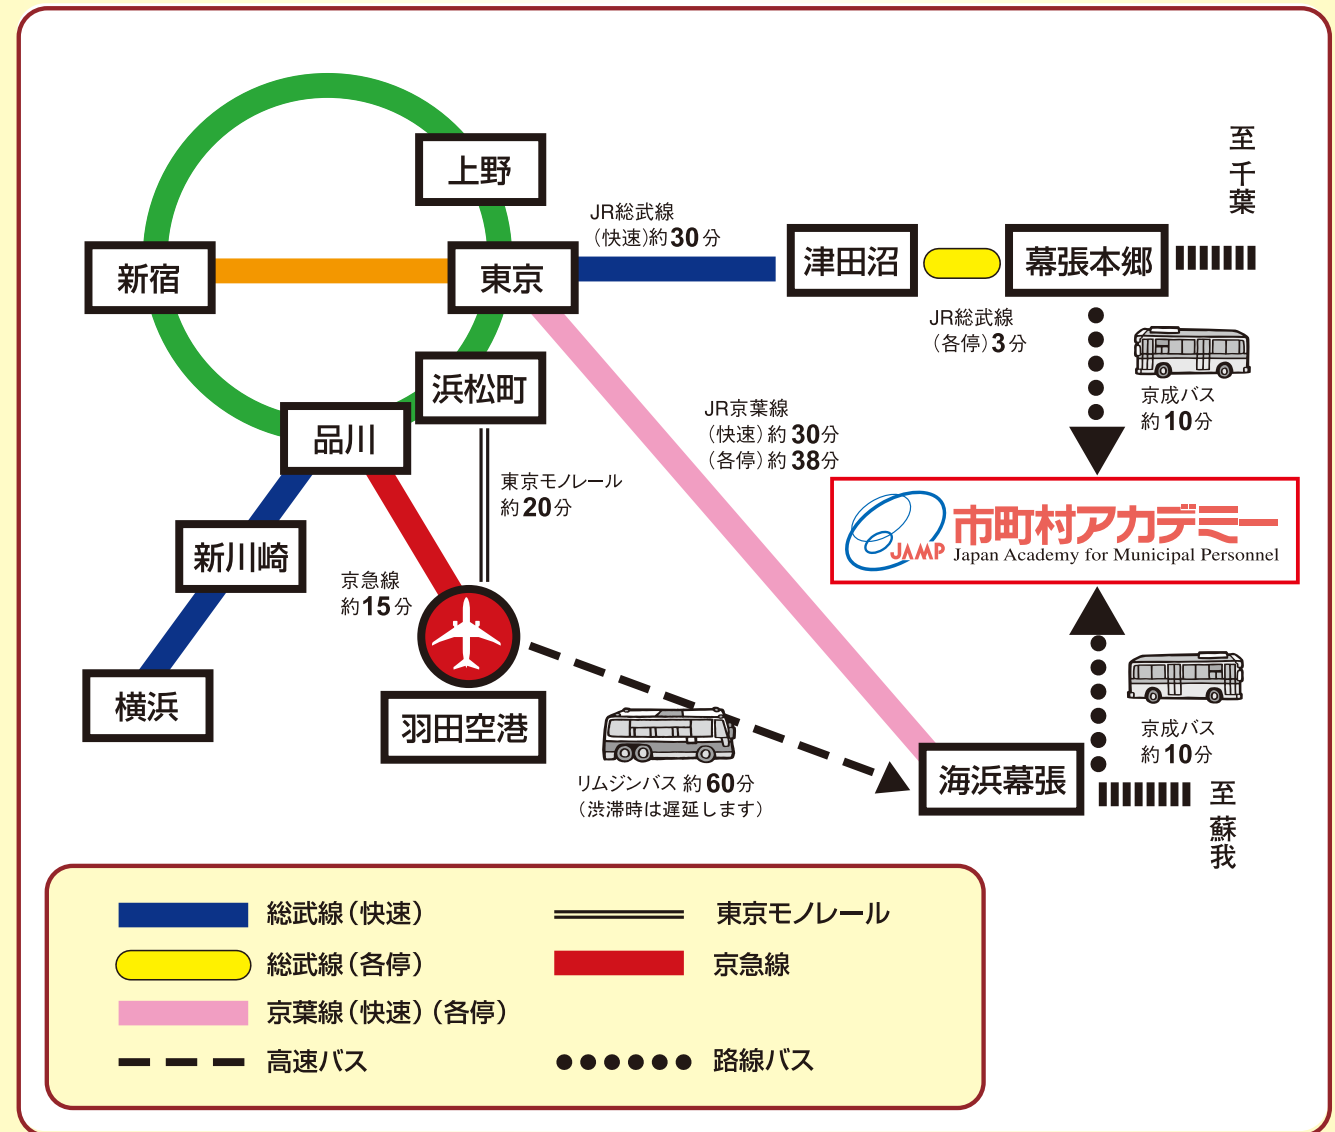 至千葉
上野
JR総武線
（快速）約30分
新宿
東京
津田沼
幕張本郷
JR総武線
（各停）3分
浜松町
京成バス
約10分
JR京葉線
（快速）約30分
（各停）約38分
品川
東京モノレール
約20分
JAMP
市町村アカデミー
Japan Academy for Municipal Personnel
新川崎
京急線
約15分
横浜
羽田空港
京成バス
約10分
リムジンバス 約60分
（渋滞時は遅延します）
海浜幕張
至蘇我
総武線（快速）
東京モノレール
総武線（各停）
京急線
京葉線（快速）（各停）
高速バス
路線バス